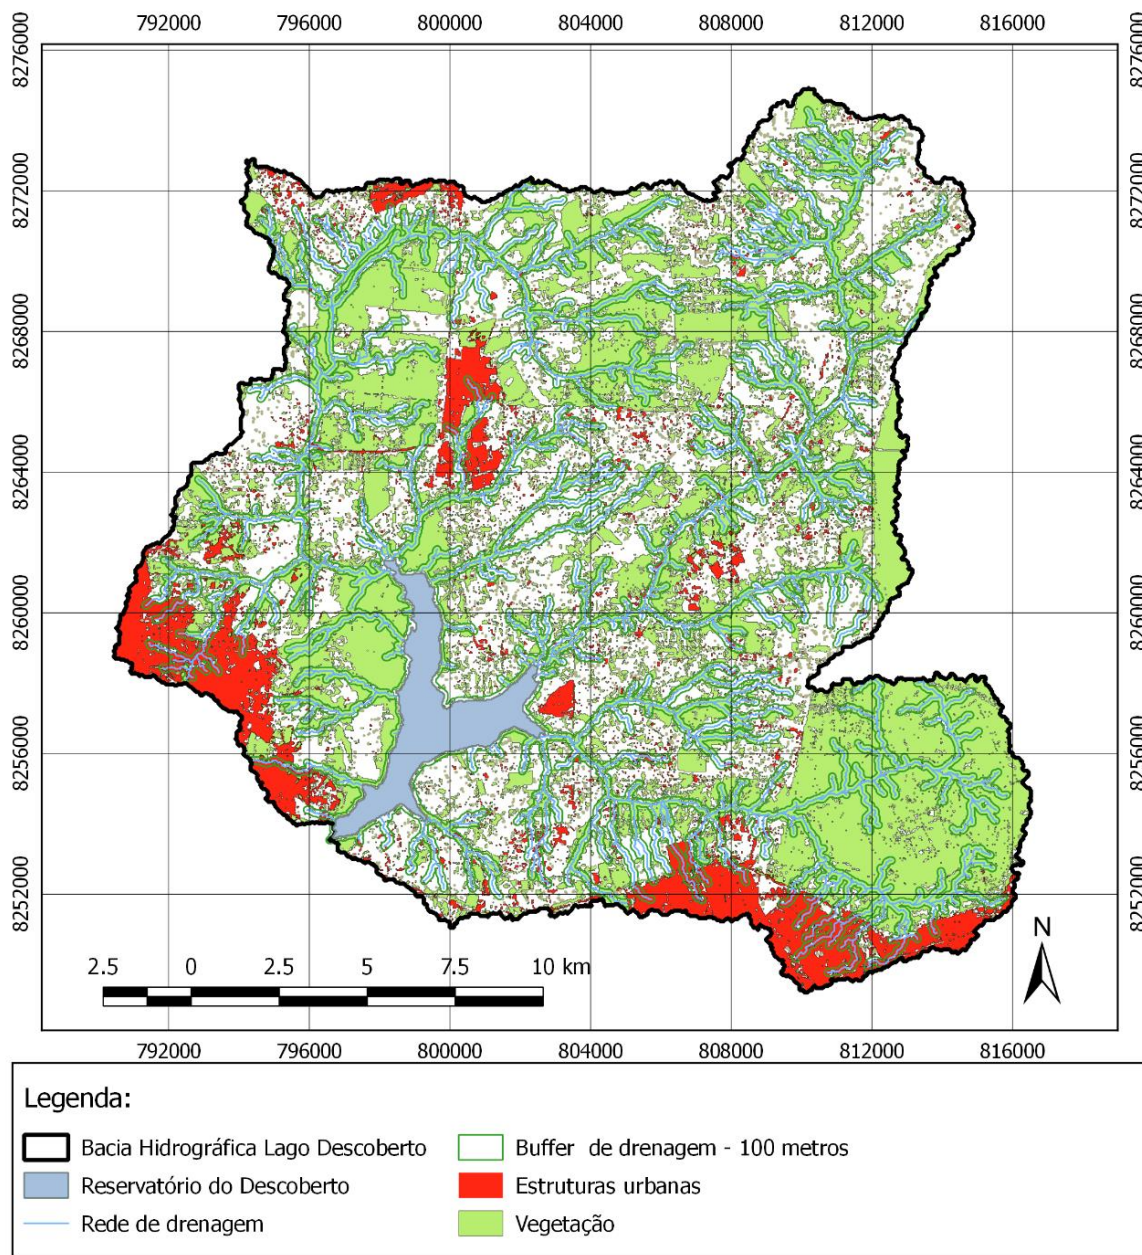 792000 796000 800000 804000 808000 812000 816000
8276000 8276000
8272000 8272000
8268000 8268000
8264000 8264000
8260000 8260000
8256000 8256000
8252000 8252000
N
2.5 0 2.5 5 7.5 10 km
792000 796000 800000 804000 808000 812000 816000
Legenda:
Bacia Hidrográfica Lago Descoberto
Buffer de drenagem - 100 metros
Reservatório do Descoberto
Estruturas urbanas
Rede de drenagem
Vegetação